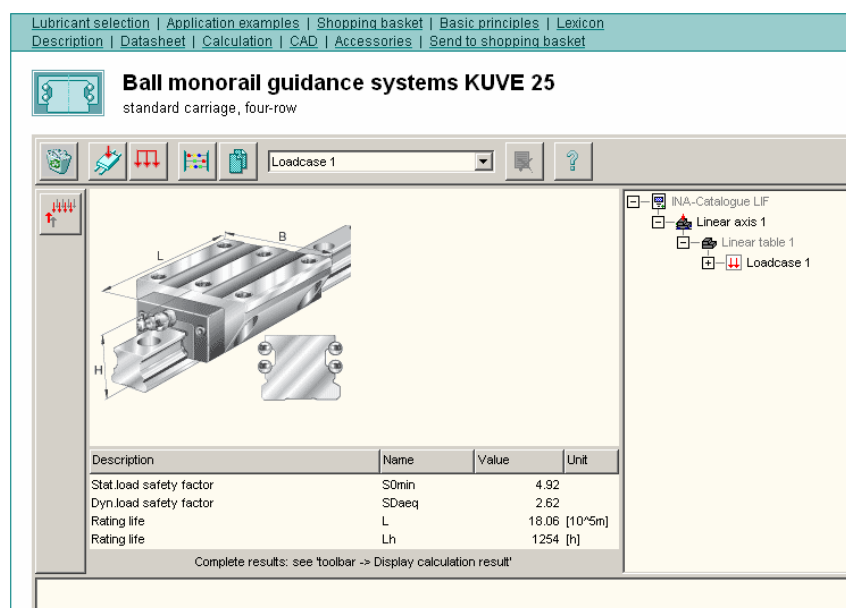 Lubricant selection | Application examples | Shopping basket | Basic principles | Lexicon
Description | Datasheet | Calculation | CAD | Accessories | Send to shopping basket
Ball monorail guidance systems KUVE 25
standard carriage, four-row
Loadcase 1
?
INA-Catalogue LIF
Linear axis 1
Linear table 1
Loadcase 1
L
B
H
Description Name Value Unit
Stat.load safety factor S0min 4.92
Dyn.load safety factor SDaeq 2.62
Rating life L 18.06 [10^5m]
Rating life Lh 1254 [h]
Complete results: see 'toolbar -> Display calculation result'